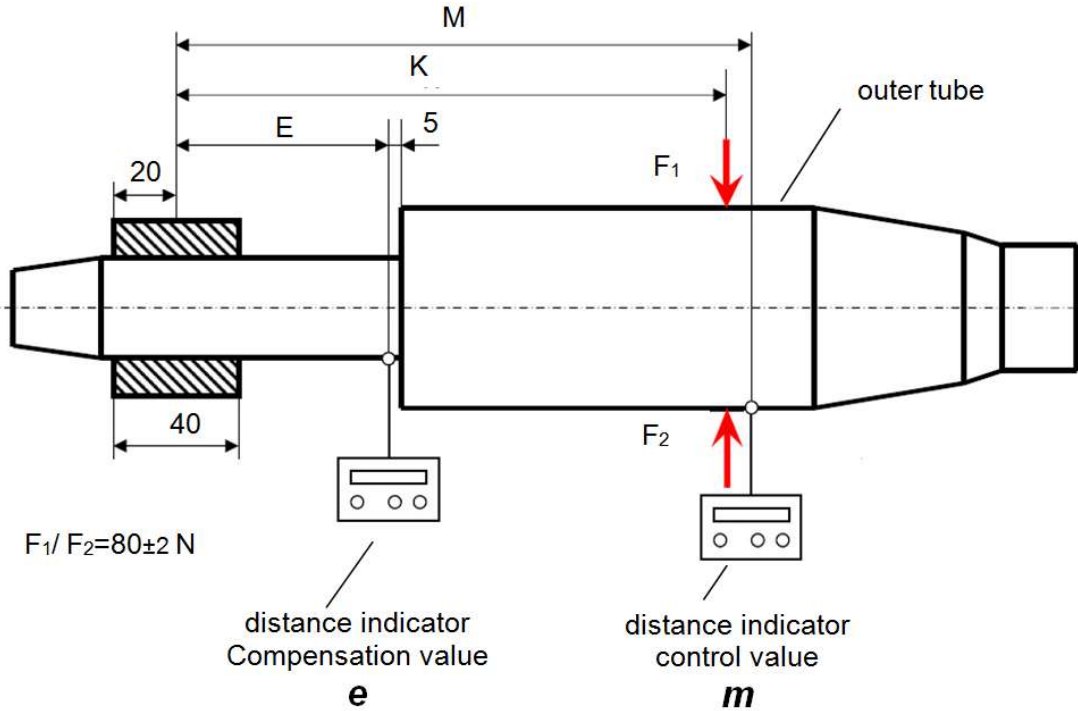 M
K
outer tube
E
5
20
F₁
40
F₂
F₁/ F₂=80±2 N
distance indicator
Compensation value
e
distance indicator
control value
m